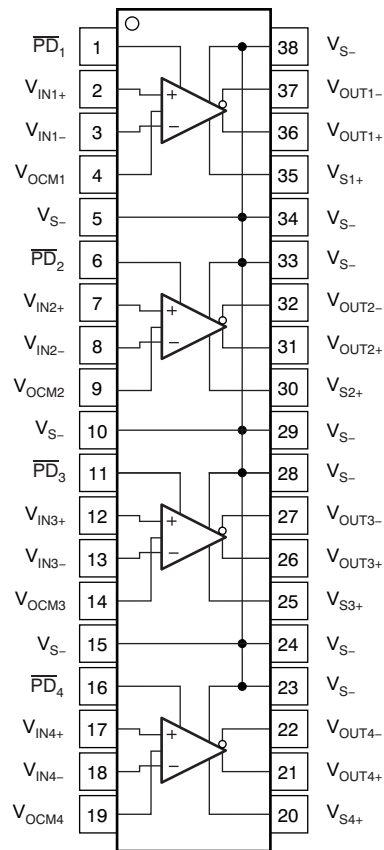 PD1 1 38 VS–
VIN1+ 2 37 VOUT1–
+
VIN1– 3 – 36 VOUT1+
VOCM1 4 35 VS1+
VS– 5 34 VS–
PD2 6 33 VS–
VIN2+ 7 32 VOUT2–
+
VIN2– 8 – 31 VOUT2+
VOCM2 9 30 VS2+
VS– 10 29 VS–
PD3 11 28 VS–
VIN3+ 12 27 VOUT3–
+
VIN3– 13 – 26 VOUT3+
VOCM3 14 25 VS3+
VS– 15 24 VS–
PD4 16 23 VS–
VIN4+ 17 22 VOUT4–
+
VIN4– 18 – 21 VOUT4+
VOCM4 19 20 VS4+